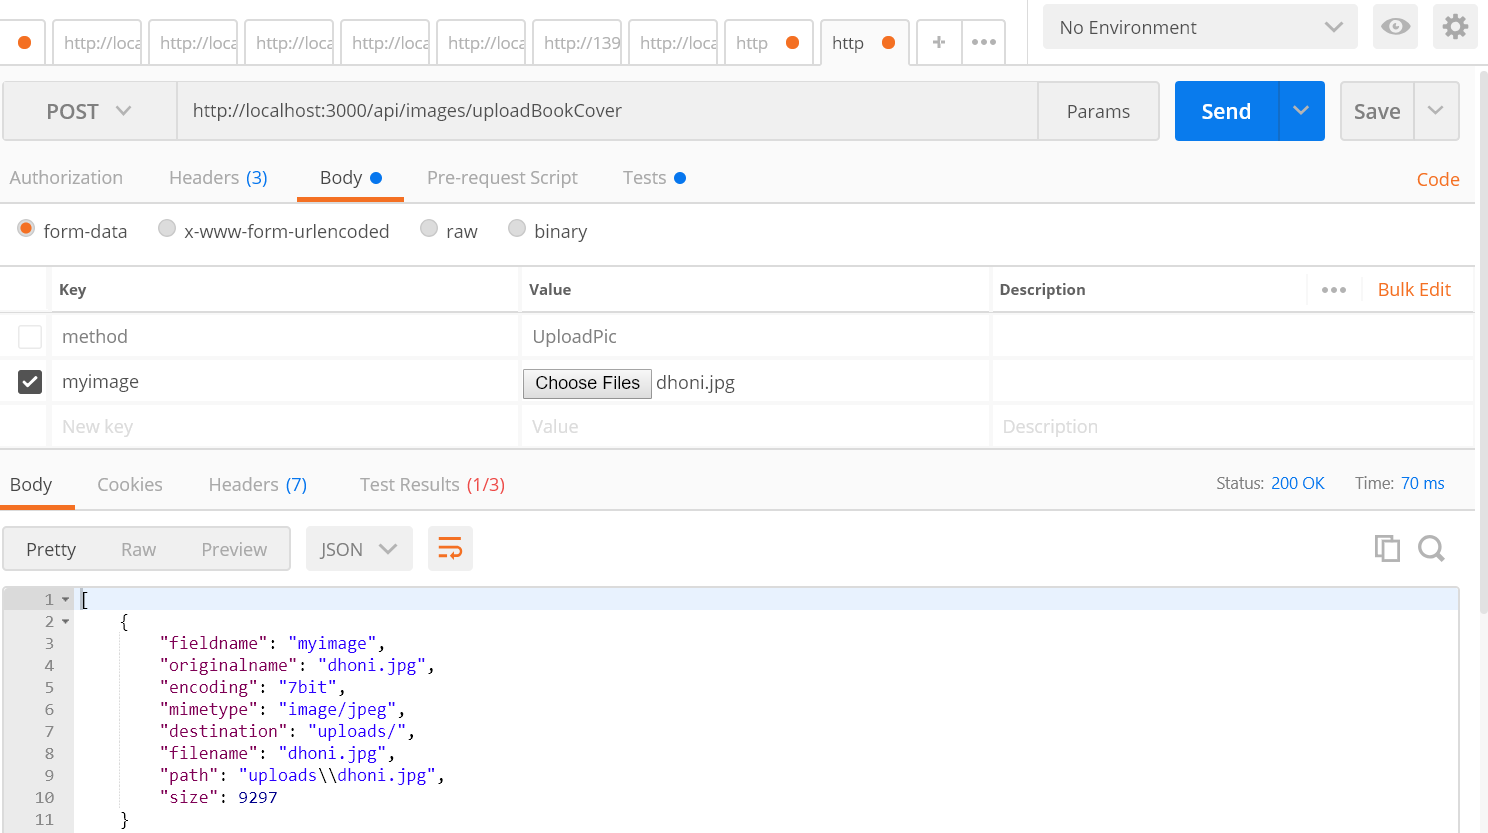 http://loca http://loca http://loca http://loca http://loca http://139 http://loca http http + ••• No Environment
POST http://localhost:3000/api/images/uploadBookCover Params Send Save
Authorization Headers (3) Body Pre-request Script Tests Code
form-data x-www-form-urlencoded raw binary
Key Value Description ••• Bulk Edit
method UploadPic
myimage Choose Files dhoni.jpg
New key Value Description
Body Cookies Headers (7) Test Results (1/3) Status: 200 OK Time: 70 ms
Pretty Raw Preview JSON
1 [
2 {
3 "fieldname": "myimage",
4 "originalname": "dhoni.jpg",
5 "encoding": "7bit",
6 "mimetype": "image/jpeg",
7 "destination": "uploads/",
8 "filename": "dhoni.jpg",
9 "path": "uploads\\dhoni.jpg",
10 "size": 9297
11 }